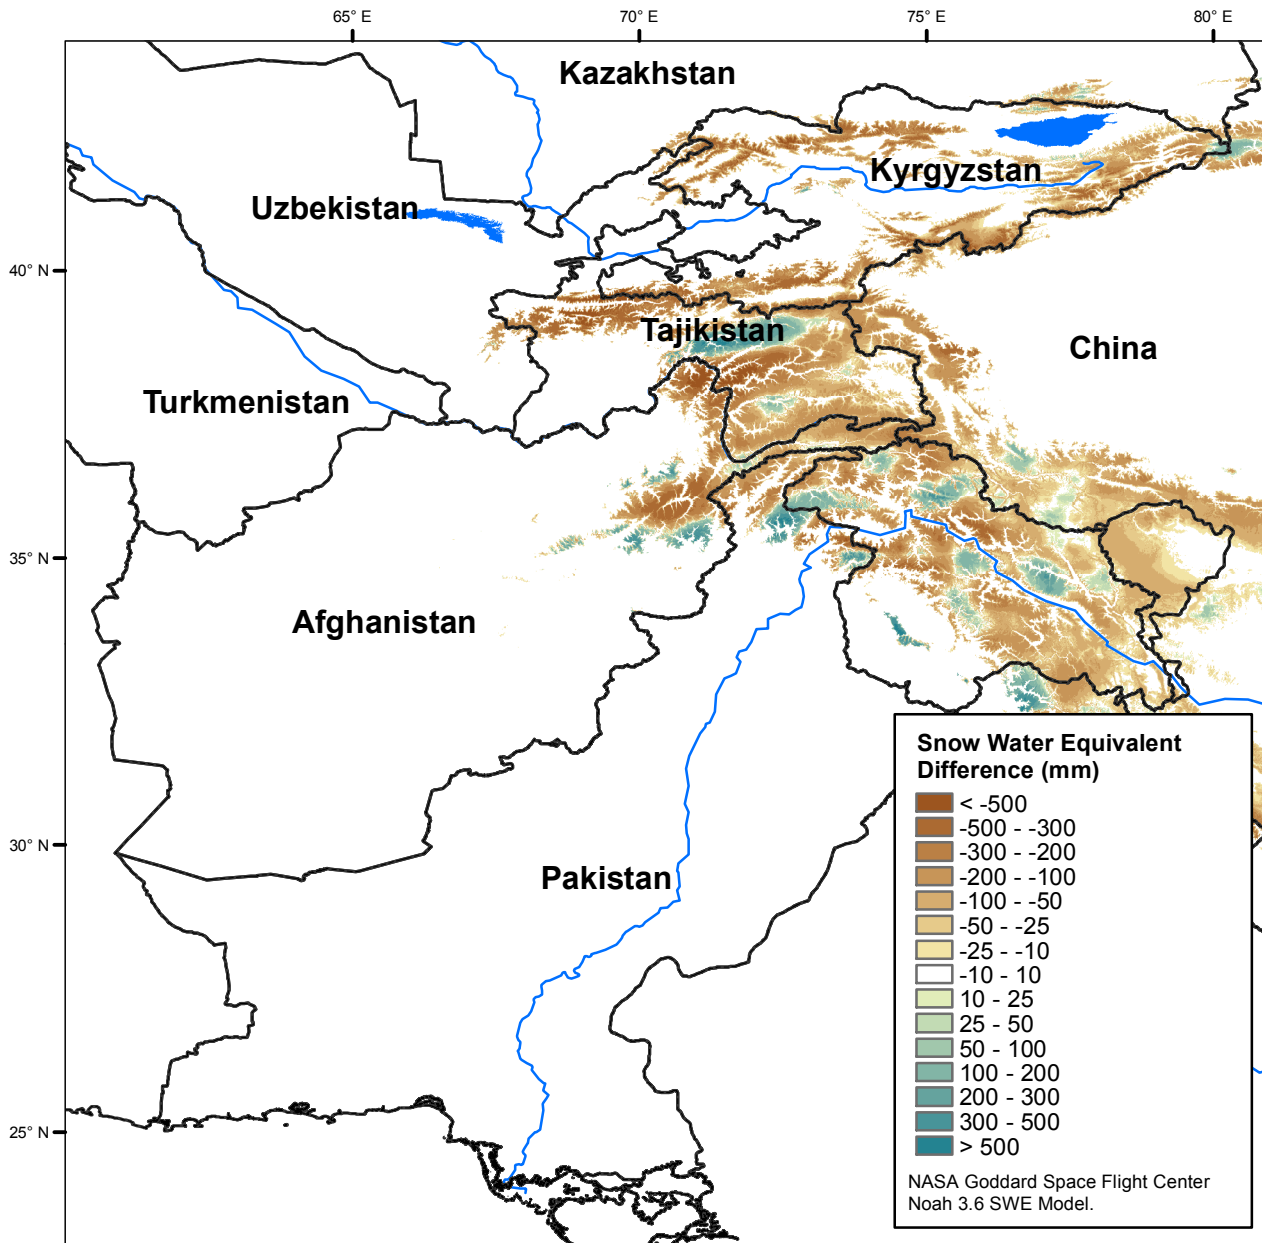 65° E
70° E
75° E
80° E
Kazakhstan
Kyrgyzstan
Uzbekistan
40° N
Tajikistan
China
Turkmenistan
35° N
Afghanistan
Snow Water Equivalent
Difference (mm)
< -500
-500 - -300
30° N
-300 - -200
-200 - -100
Pakistan
-100 - -50
-50 - -25
-25 - -10
-10 - 10
10 - 25
25 - 50
50 - 100
100 - 200
200 - 300
300 - 500
25° N
> 500
NASA Goddard Space Flight Center
Noah 3.6 SWE Model.